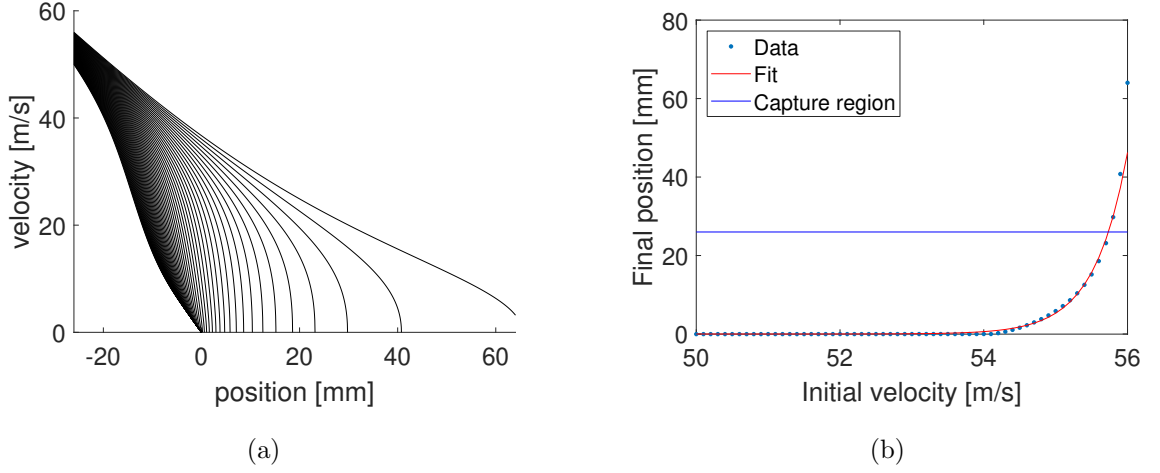 60
40
20
0
velocity [m/s]
-20
0
20
40
60
position [mm]
(a)
80
60
40
20
0
Final position [mm]
Data
Fit
Capture region
50
52
54
56
Initial velocity [m/s]
(b)